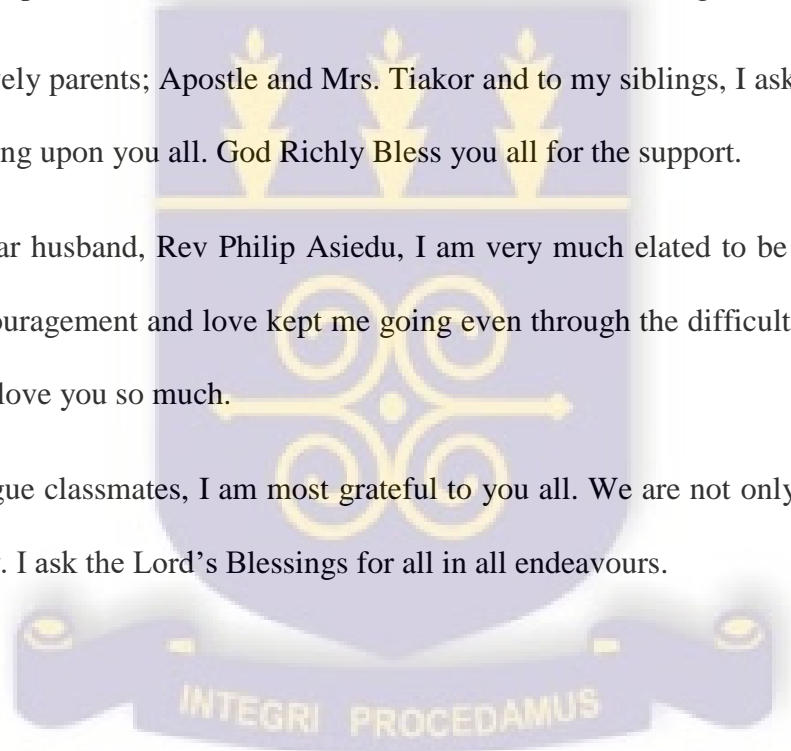 vely parents; Apostle and Mrs. Tiakor and to my siblings, I ask
ng upon you all. God Richly Bless you all for the support.
ar husband, Rev Philip Asiedu, I am very much elated to be
ouragement and love kept me going even through the difficult
love you so much.
gue classmates, I am most grateful to you all. We are not only
. I ask the Lord’s Blessings for all in all endeavours.
INTEGRI PROCEDAMUS